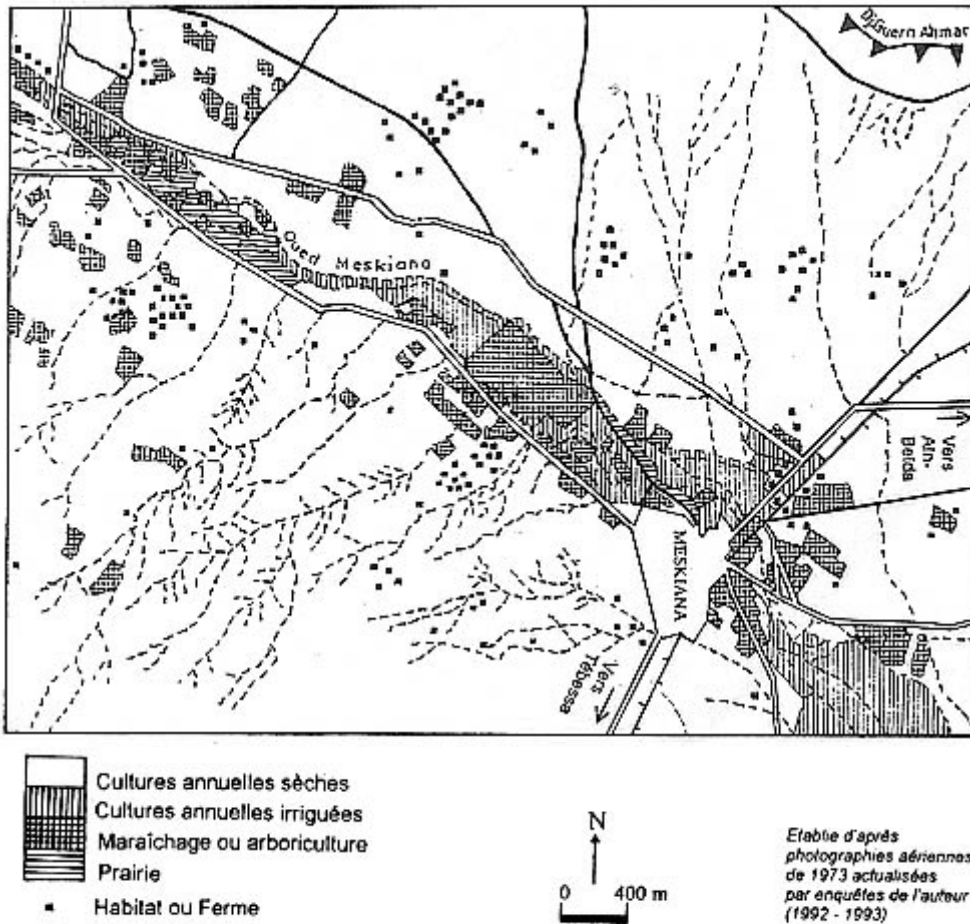 Dj. Guern Ahmar
Oued Meskiana
Vers
Aïn-
Beida
MESKIANA
Vers
Tébessa
Cultures annuelles sèches
Cultures annuelles irriguées
Maraîchage ou arboriculture
Prairie
Habitat ou Ferme
N
0 400 m
Etablie d'après
photographies aériennes
de 1973 actualisées
par enquêtes de l'auteur
(1992 - 1993)